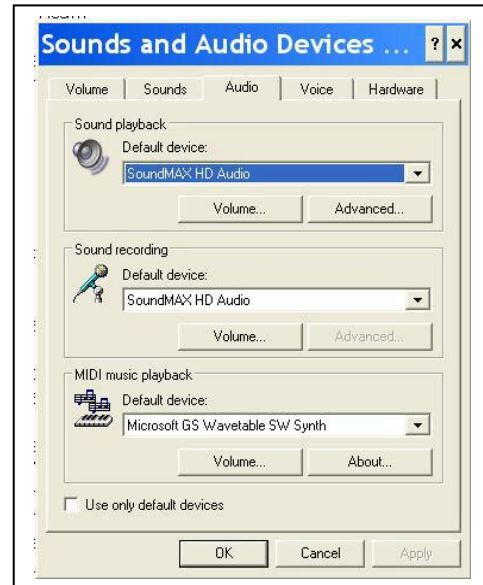 Sounds and Audio Devices ... ? ×
Volume Sounds Audio Voice Hardware
Sound playback
Default device:
SoundMAX HD Audio
Volume... Advanced...
Sound recording
Default device:
SoundMAX HD Audio
Volume... Advanced...
MIDI music playback
Default device:
Microsoft GS Wavetable SW Synth
Volume... About...
Use only default devices
OK Cancel Apply